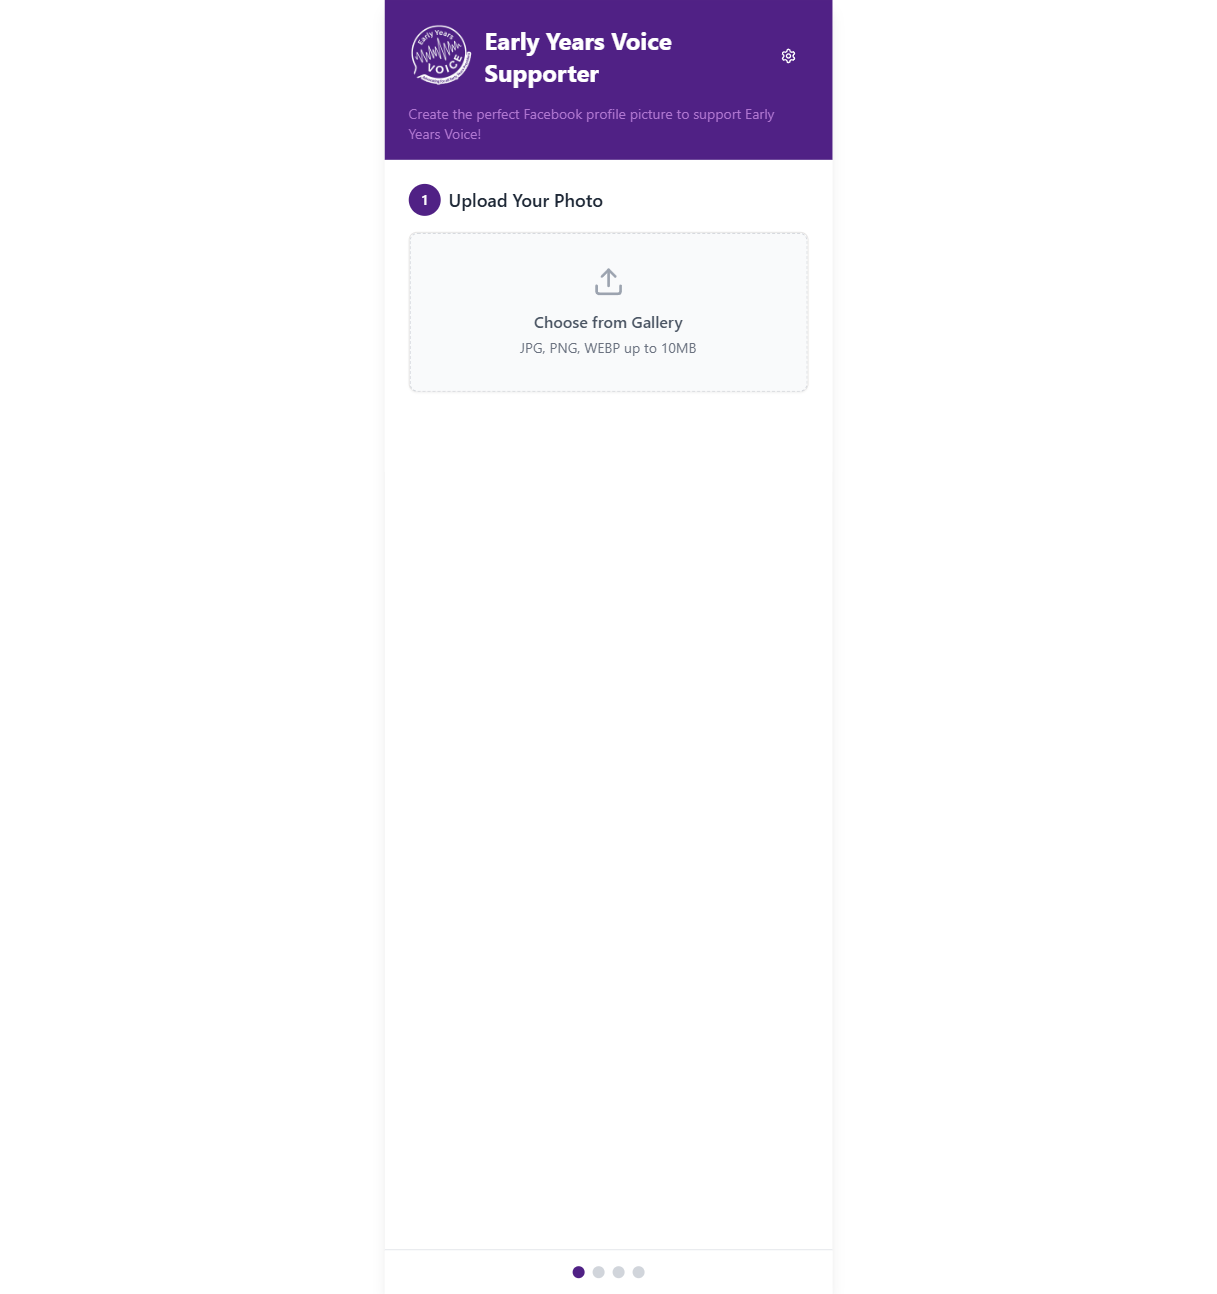 Early Years
VOICE
Early Years Voice
Supporter
Create the perfect Facebook profile picture to support Early
Years Voice!
1
Upload Your Photo
Choose from Gallery
JPG, PNG, WEBP up to 10MB